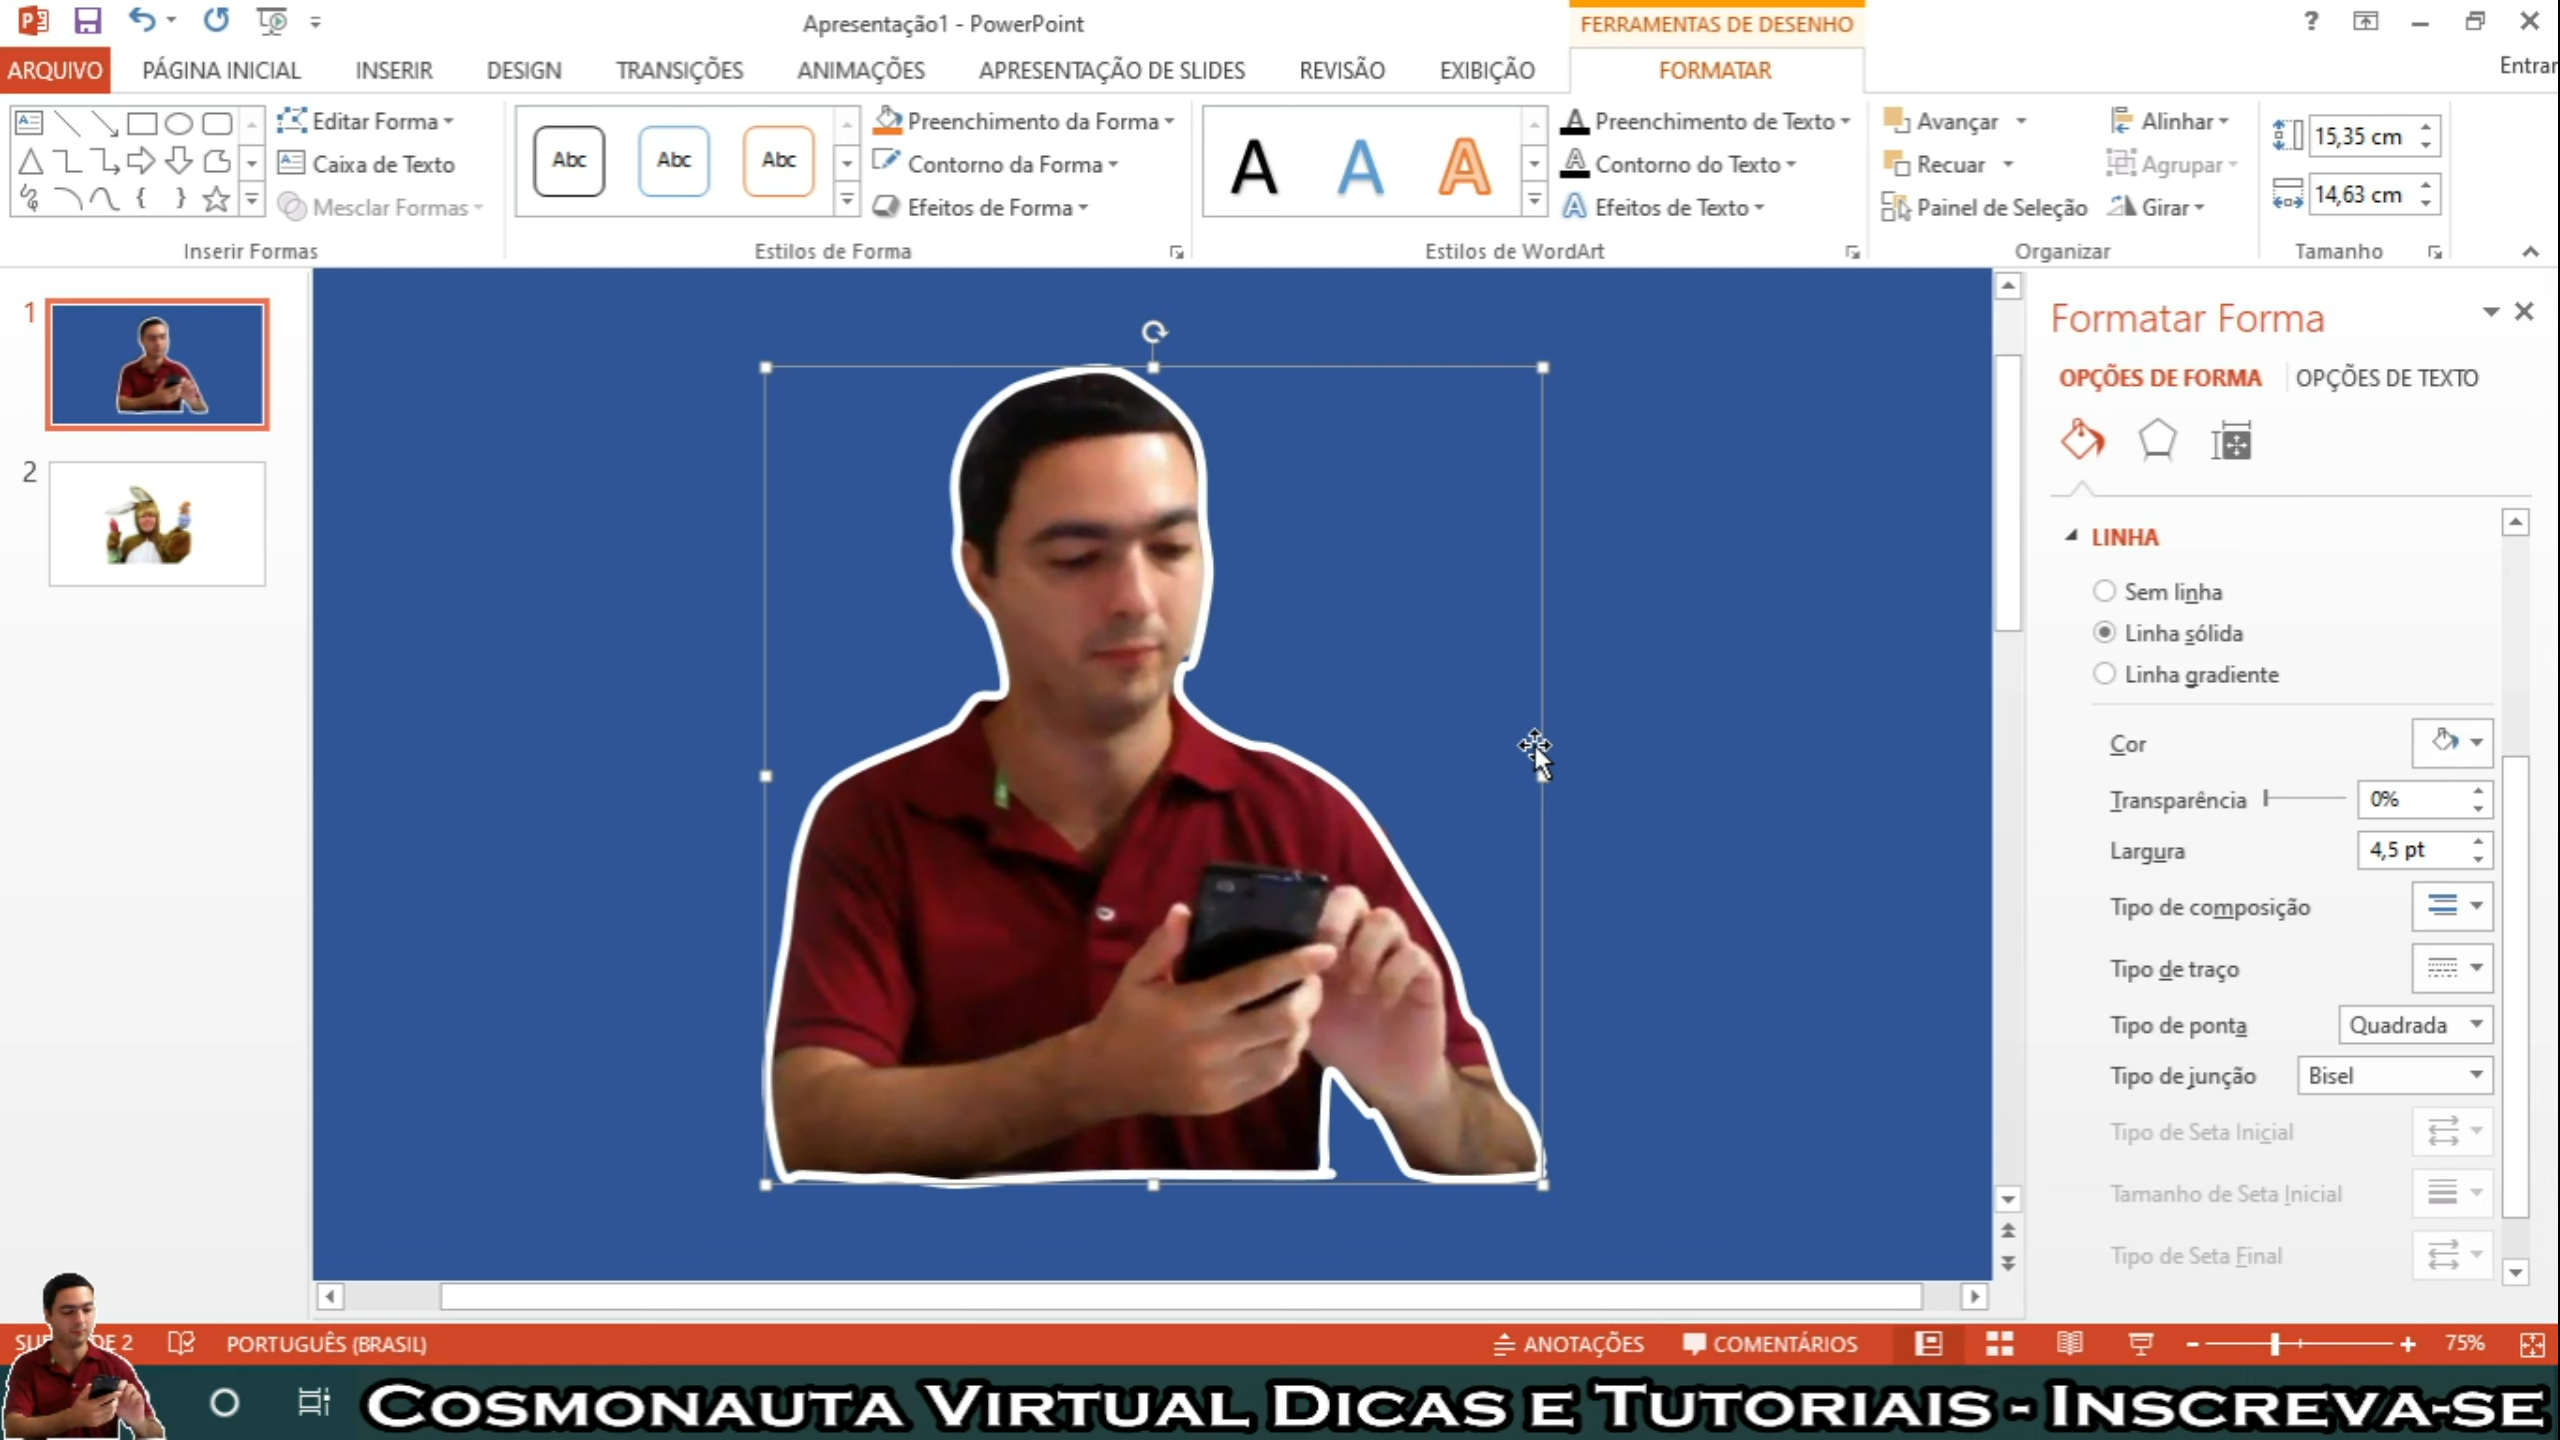 Apresentação1 - PowerPoint
FERRAMENTAS DE DESENHO
?
ARQUIVO PÁGINA INICIAL INSERIR DESIGN TRANSIÇÕES ANIMAÇÕES APRESENTAÇÃO DE SLIDES REVISÃO EXIBIÇÃO FORMATAR Entrar
Editar Forma
Caixa de Texto
Mesclar Formas
Inserir Formas
Abc Abc Abc
Preenchimento da Forma
Contorno da Forma
Efeitos de Forma
Estilos de Forma
A A A
Preenchimento de Texto
Contorno do Texto
Efeitos de Texto
Estilos de WordArt
Avançar
Recuar
Painel de Seleção
Alinhar
Agrupar
Girar
Organizar
15,35 cm
14,63 cm
Tamanho
1
2
Formatar Forma
OPÇÕES DE FORMA OPÇÕES DE TEXTO
LINHA
Sem linha
Linha sólida
Linha gradiente
Cor
Transparência 0%
Largura 4,5 pt
Tipo de composição
Tipo de traço
Tipo de ponta Quadrada
Tipo de junção Bisel
Tipo de Seta Inicial
Tamanho de Seta Inicial
Tipo de Seta Final
DE 2 PORTUGUÊS (BRASIL) ANOTAÇÕES COMENTÁRIOS 75%
Cosmonauta Virtual Dicas e Tutoriais - Inscreva-se